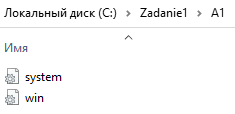 Локальный диск (C:) > Zadanie1 > A1
Имя
system
win